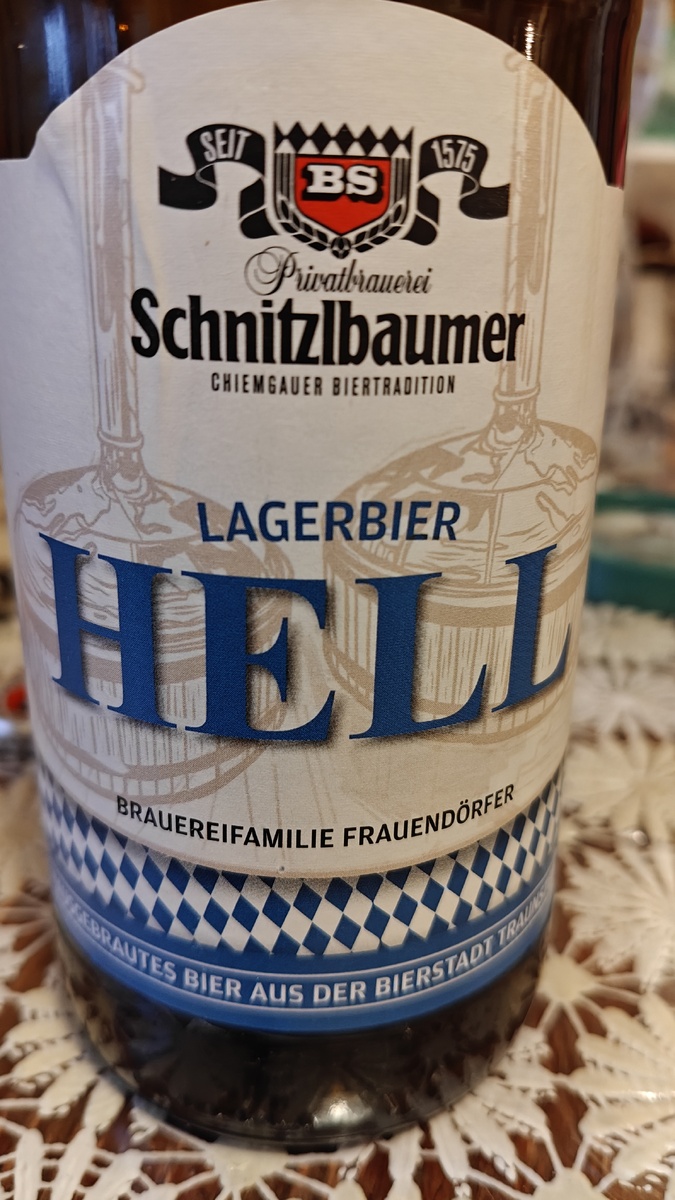 SEIT 1575
BS
Privatbrauerei
Schnitzlbaumer
CHIEMGAUER BIERTRADITION
LAGERBIER
HELL
BRAUEREIFAMILIE FRAUENDÖRFER
BIER AUS DER BIERSTADT